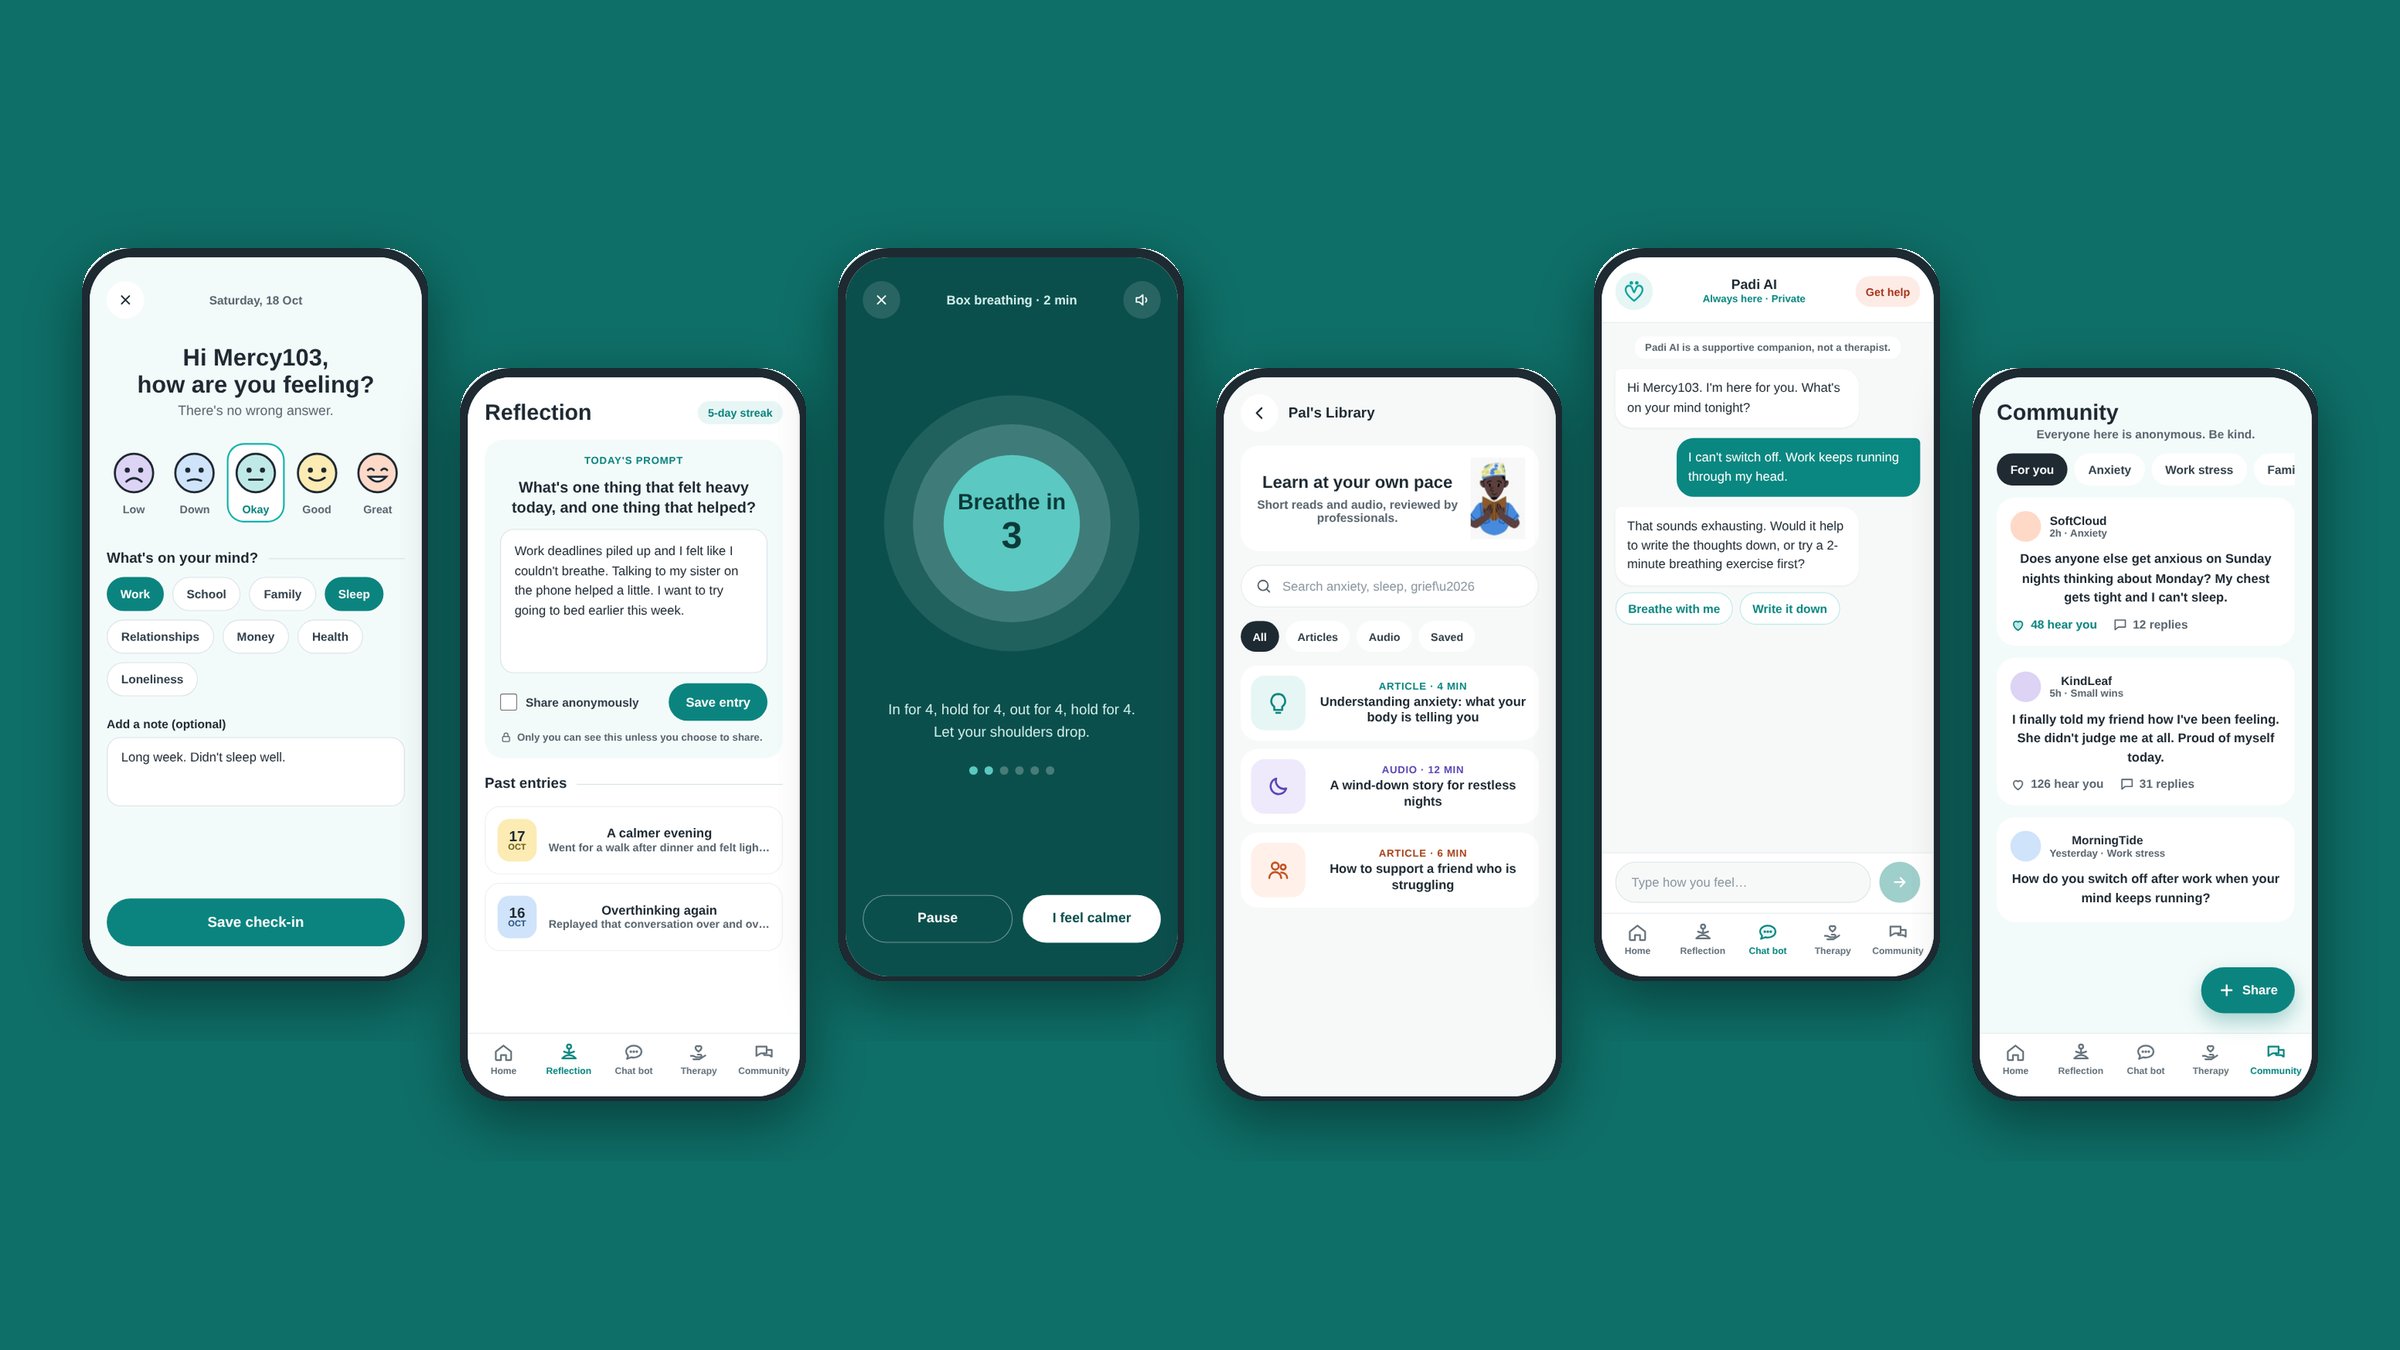 Saturday, 18 Oct
Hi Mercy103,
how are you feeling?
There's no wrong answer.
Low
Down
Okay
Good
Great
What's on your mind?
Work
School
Family
Sleep
Relationships
Money
Health
Loneliness
Add a note (optional)
Long week. Didn't sleep well.
Save check-in
Reflection
5-day streak
TODAY'S PROMPT
What's one thing that felt heavy
today, and one thing that helped?
Work deadlines piled up and I felt like I
couldn't breathe. Talking to my sister on
the phone helped a little. I want to try
going to bed earlier this week.
Share anonymously
Save entry
Only you can see this unless you choose to share.
Past entries
17
OCT
A calmer evening
Went for a walk after dinner and felt ligh…
16
OCT
Overthinking again
Replayed that conversation over and ov…
Home
Reflection
Chat bot
Therapy
Community
Box breathing · 2 min
Breathe in
3
In for 4, hold for 4, out for 4, hold for 4.
Let your shoulders drop.
Pause
I feel calmer
Pal's Library
Learn at your own pace
Short reads and audio, reviewed by
professionals.
Search anxiety, sleep, grief\u2026
All
Articles
Audio
Saved
ARTICLE · 4 MIN
Understanding anxiety: what your
body is telling you
AUDIO · 12 MIN
A wind-down story for restless
nights
ARTICLE · 6 MIN
How to support a friend who is
struggling
Padi AI
Always here · Private
Get help
Padi AI is a supportive companion, not a therapist.
Hi Mercy103. I'm here for you. What's
on your mind tonight?
I can't switch off. Work keeps running
through my head.
That sounds exhausting. Would it help
to write the thoughts down, or try a 2-
minute breathing exercise first?
Breathe with me
Write it down
Type how you feel…
Home
Reflection
Chat bot
Therapy
Community
Community
Everyone here is anonymous. Be kind.
For you
Anxiety
Work stress
Fami
SoftCloud
2h · Anxiety
Does anyone else get anxious on Sunday
nights thinking about Monday? My chest
gets tight and I can't sleep.
48 hear you
12 replies
KindLeaf
5h · Small wins
I finally told my friend how I've been feeling.
She didn't judge me at all. Proud of myself
today.
126 hear you
31 replies
MorningTide
Yesterday · Work stress
How do you switch off after work when your
mind keeps running?
Share
Home
Reflection
Chat bot
Therapy
Community